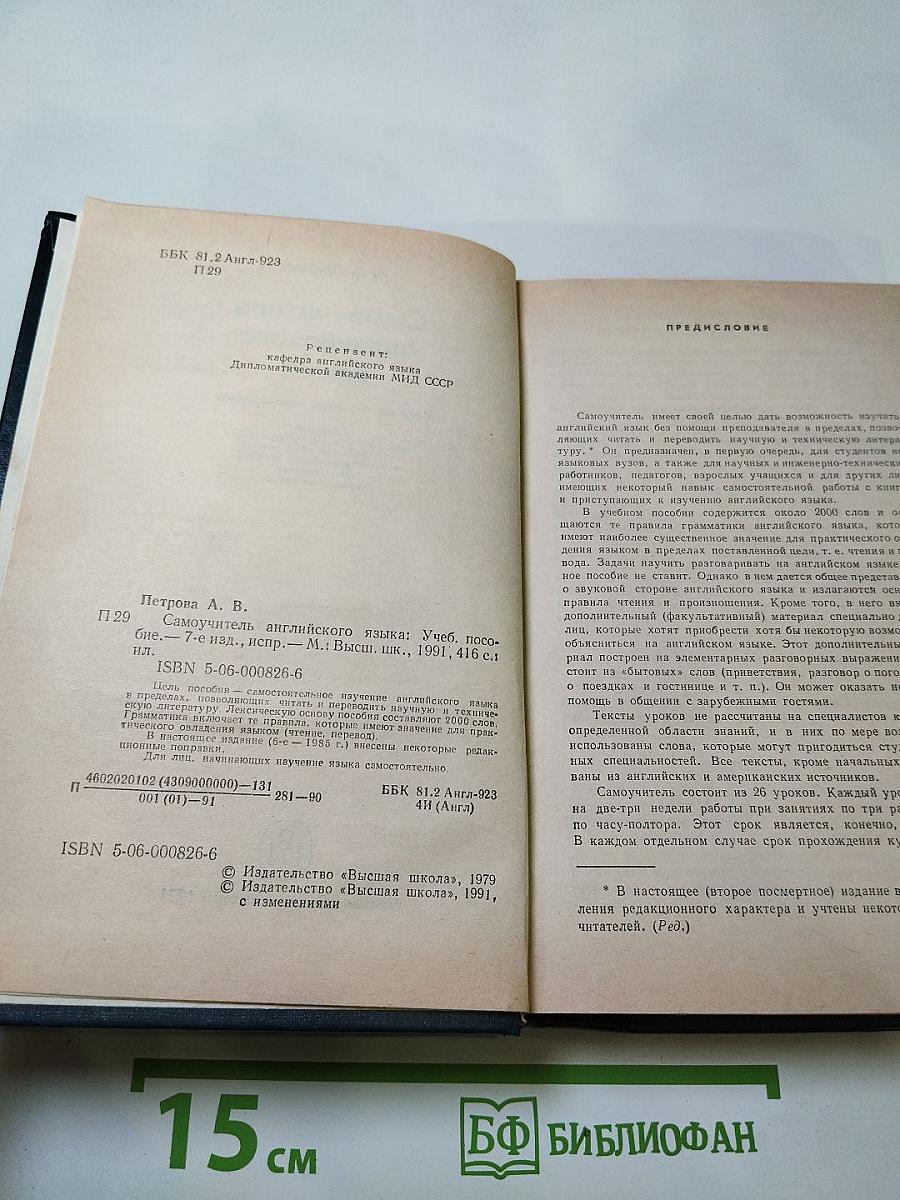 ББК 81.2 Англ-923
П 29
Рецензент:
кафедра английского языка
Дипломатической академии МИД СССР
Петрова А. В.
П 29 Самоучитель английского языка: Учеб. посо-
бие.— 7-е изд., испр.— М.: Высш. шк., 1991, 416 с.:
ил.
ISBN 5-06-000826-6
Цель пособия — самостоятельное изучение английского языка
в пределах, позволяющих читать и переводить научную и техниче-
скую литературу. Лексическую основу пособия составляют 2000 слов.
Грамматика включает те правила, которые имеют значение для прак-
тического овладения языком (чтение, перевод).
В настоящее издание (6-е — 1985 г.) внесены некоторые редак-
ционные поправки.
Для лиц, начинающих изучение языка самостоятельно.
П 4602020102 (4309000000)—131
001 (01)—91 281—90
ББК 81.2 Англ-923
4И (Англ)
ISBN 5-06-000826-6
© Издательство «Высшая школа», 1979
© Издательство «Высшая школа», 1991,
с изменениями
ПРЕДИСЛОВИЕ
Самоучитель имеет своей целью дать возможность изучить
английский язык без помощи преподавателя в пределах, позво-
ляющих читать и переводить научную и техническую литера-
туру. * Он предназначен, в первую очередь, для студентов
языковых вузов, а также для научных и инженерно-технически
работников, педагогов, взрослых учащихся и для других
имеющих некоторый навык самостоятельной работы с
и приступающих к изучению английского языка.
В учебном пособии содержится около 2000 слов и
щаются те правила грамматики английского языка,
имеют наиболее существенное значение для практического
дения языком в пределах поставленной цели, т. е. чтения и
вода. Задачи научить разговаривать на английском языке
ное пособие не ставит. Однако в нем дается общее представ
о звуковой стороне английского языка и излагаются
правила чтения и произношения. Кроме того, в него
дополнительный (факультативный) материал специально
лиц, которые хотят приобрести хотя бы некоторую
объясниться на английском языке. Этот дополнительны
риал построен на элементарных разговорных выражени
стоит из «бытовых» слов (приветствия, разговор о
о поездках и гостинице и т. п.). Он может оказать
помощь в общении с зарубежными гостями.
Тексты уроков не рассчитаны на специалистов
определенной области знаний, и в них по мере
использованы слова, которые могут пригодиться
ных специальностей. Все тексты, кроме начальных
ваны из английских и американских источников.
Самоучитель состоит из 26 уроков. Каждый
на две-три недели работы при занятиях по три
по часу-полтора. Этот срок является, конечно,
В каждом отдельном случае срок прохождения
* В настоящее (второе посмертное) издание
ления редакционного характера и учтены
читателей. (Ред.)
15 см
БФ БИБЛИОФАН